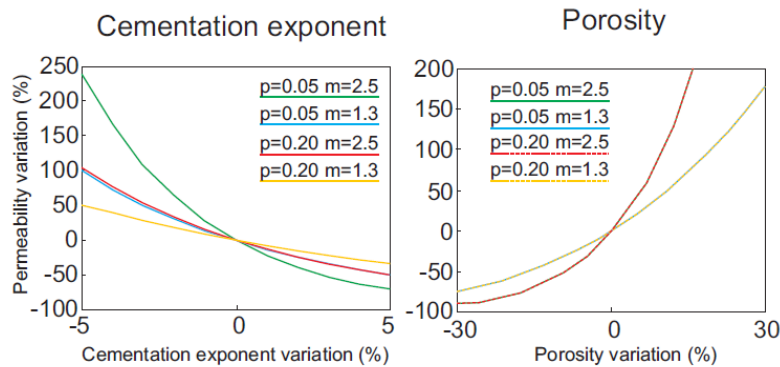 Cementation exponent
Permeability variation (%)
250
200
150
100
50
0
-50
-100
-5
0
5
p=0.05 m=2.5
p=0.05 m=1.3
p=0.20 m=2.5
p=0.20 m=1.3
Cementation exponent variation (%)
Porosity
200
150
100
50
0
-50
-100
-30
0
30
p=0.05 m=2.5
p=0.05 m=1.3
p=0.20 m=2.5
p=0.20 m=1.3
Porosity variation (%)